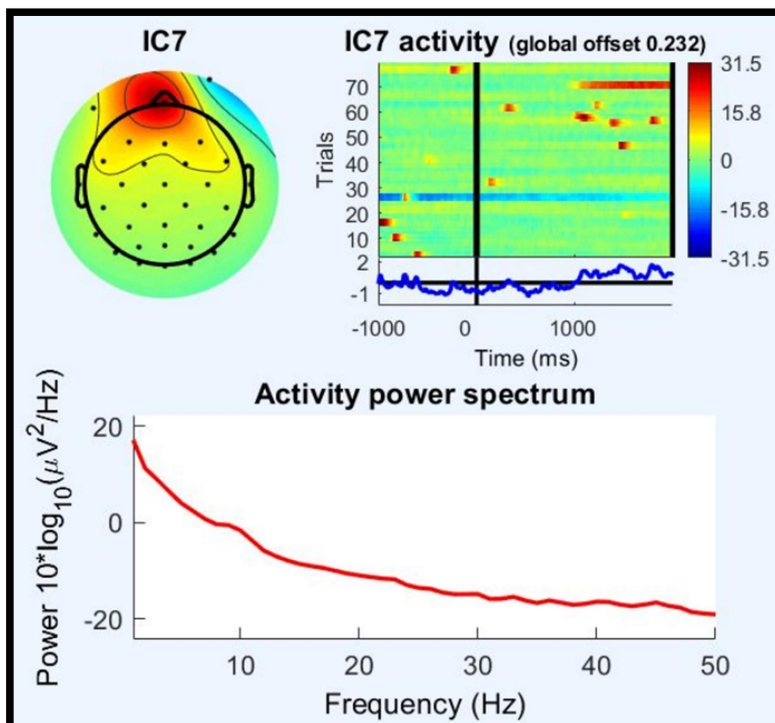 IC7
IC7 activity (global offset 0.232)
Trials
70
60
50
40
30
20
10
31.5
15.8
0
-15.8
-31.5
2
-1
-1000 0 1000
Time (ms)
Activity power spectrum
Power 10*log10(μV2/Hz)
20
0
-20
10 20 30 40 50
Frequency (Hz)